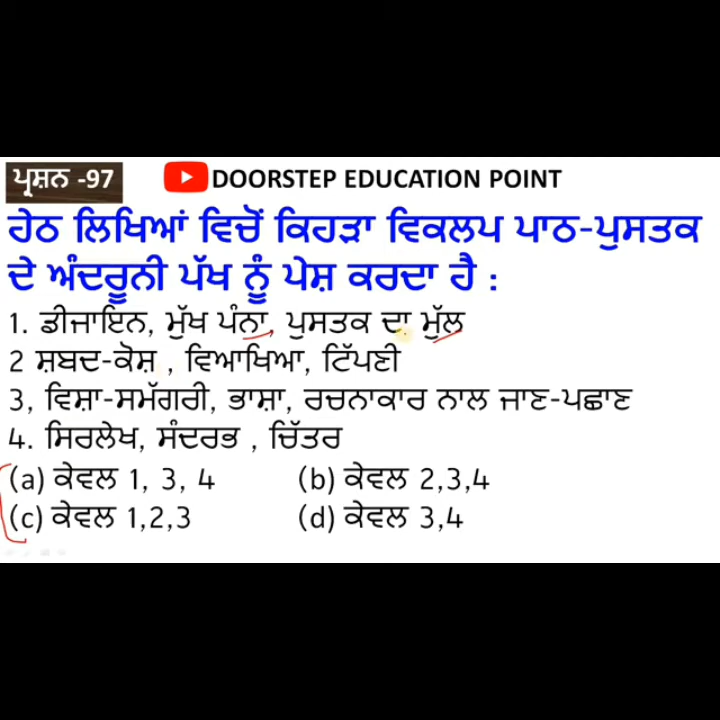 ਪ੍ਰਸ਼ਨ -97 DOORSTEP EDUCATION POINT
ਹੇਠ ਲਿਖਿਆਂ ਵਿਚੋਂ ਕਿਹੜਾ ਵਿਕਲਪ ਪਾਠ-ਪੁਸਤਕ
ਦੇ ਅੰਦਰੂਨੀ ਪੱਖ ਨੂੰ ਪੇਸ਼ ਕਰਦਾ ਹੈ :
1. ਡੀਜਾਇਨ, ਮੁੱਖ ਪੰਨਾ, ਪੁਸਤਕ ਦਾ ਮੁੱਲ
2 ਸ਼ਬਦ-ਕੋਸ਼ , ਵਿਆਖਿਆ, ਟਿੱਪਣੀ
3, ਵਿਸ਼ਾ-ਸਮੱਗਰੀ, ਭਾਸ਼ਾ, ਰਚਨਾਕਾਰ ਨਾਲ ਜਾਣ-ਪਛਾਣ
4. ਸਿਰਲੇਖ, ਸੰਦਰਭ , ਚਿੱਤਰ
(a) ਕੇਵਲ 1, 3, 4 (b) ਕੇਵਲ 2,3,4
(c) ਕੇਵਲ 1,2,3 (d) ਕੇਵਲ 3,4